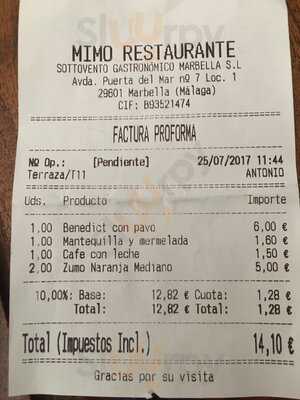 MIMO RESTAURANTE
SOTTOVENTO GASTRONÓMICO MARBELLA S.L
Avda. Puerta del Mar nº 7 Loc. 1
29601 Marbella (Málaga)
CIF: B93521474
FACTURA PROFORMA
Nº Op.: [Pendiente] 25/07/2017 11:44
Terraza/T11 ANTONIO
Uds. Producto Importe
1,00 Benedict con pavo 6,00 €
1,00 Mantequilla y mermelada 1,60 €
1,00 Cafe con leche 1,50 €
2,00 Zumo Naranja Mediano 5,00 €
10,00%: Base: 12,82 € Cuota: 1,28 €
Total: 12,82 € Total: 1,28 €
Total (Impuestos Incl.) 14,10 €
Gracias por su visita